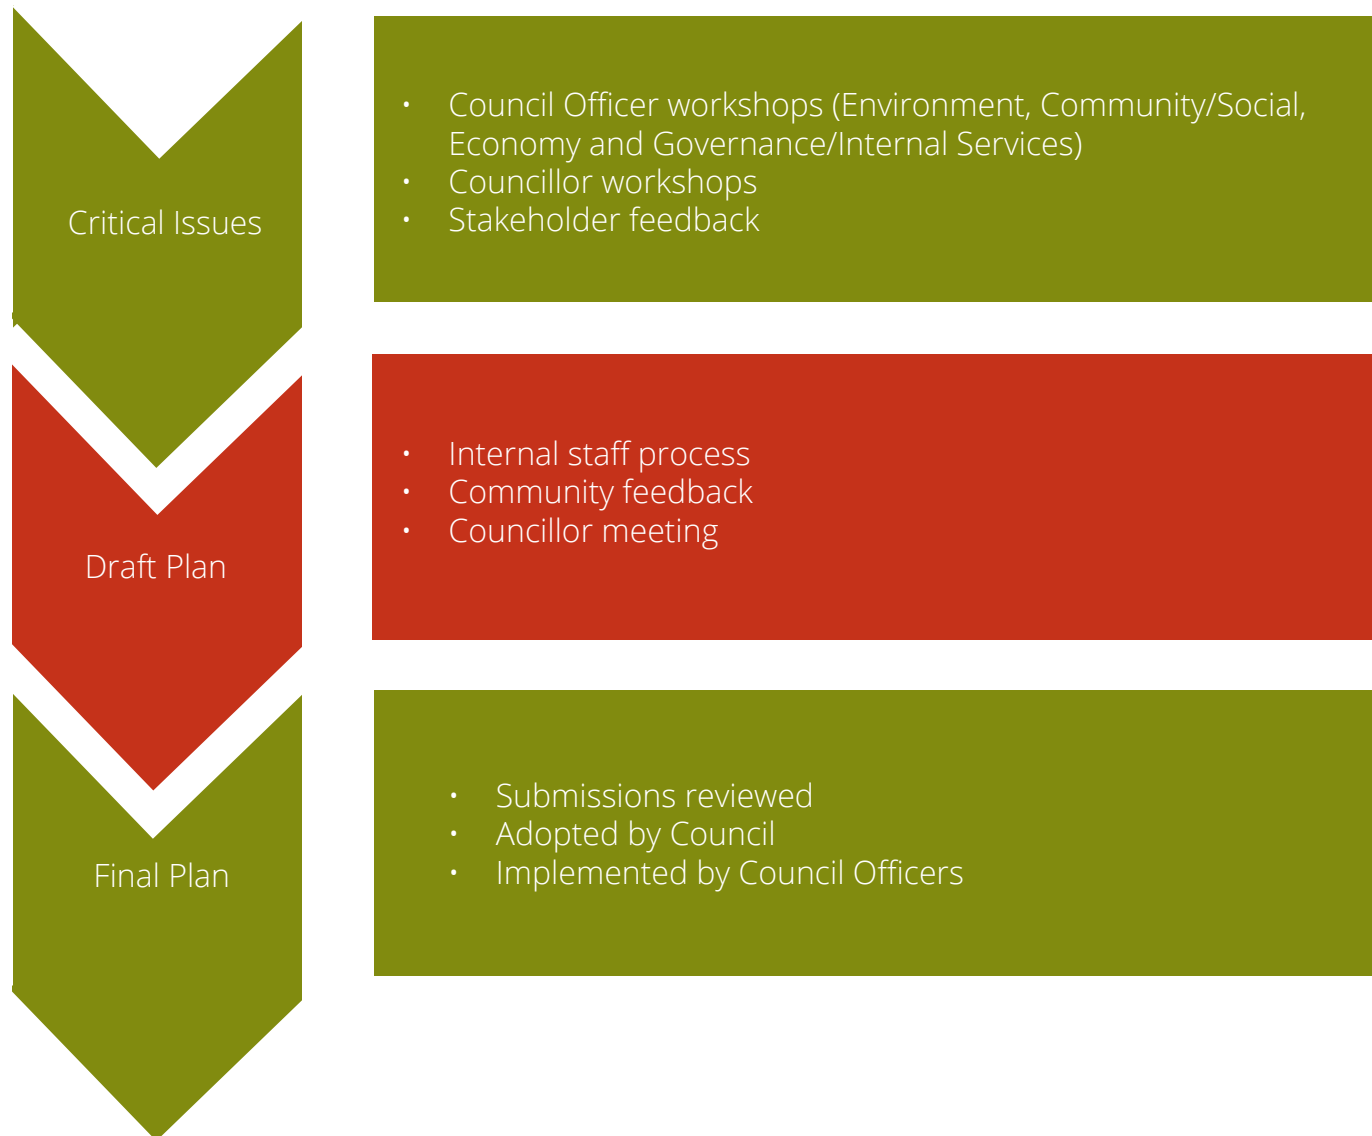 Critical Issues
• Council Officer workshops (Environment, Community/Social,
Economy and Governance/Internal Services)
• Councillor workshops
• Stakeholder feedback
Draft Plan
• Internal staff process
• Community feedback
• Councillor meeting
Final Plan
• Submissions reviewed
• Adopted by Council
• Implemented by Council Officers